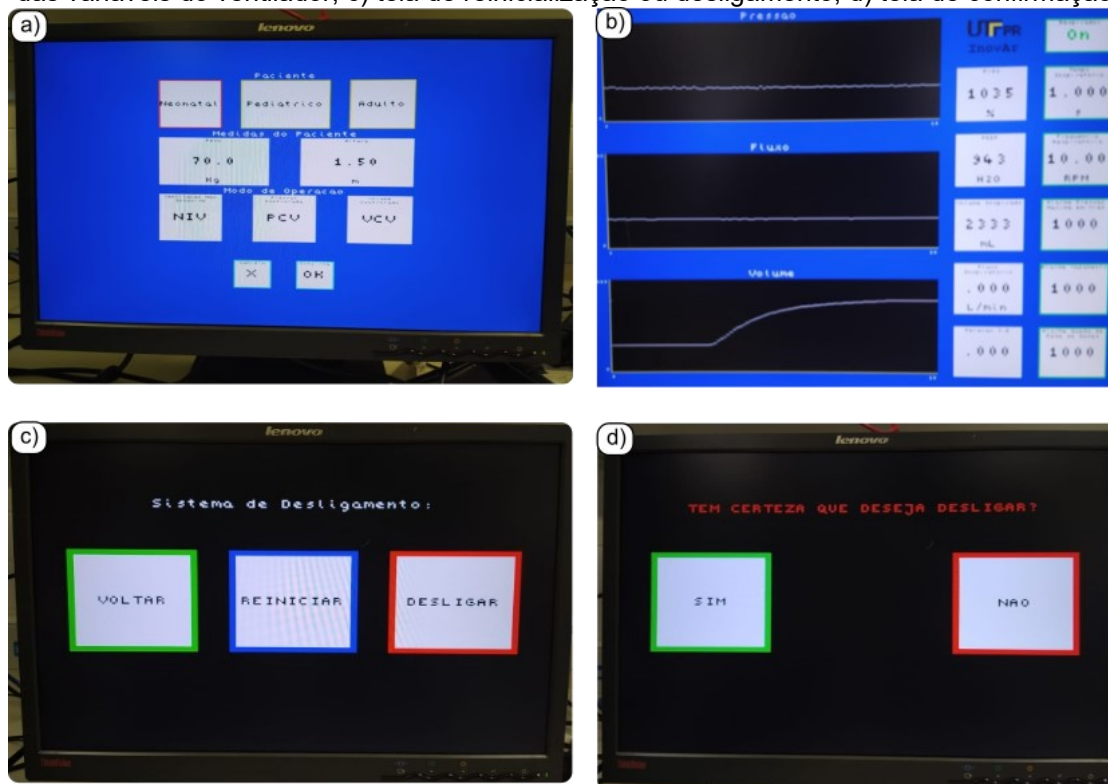 das variáveis do ventilador; c) tela de reinicialização ou desligamento; d) tela de confirmação
a)
lenovo
Paciente
Neonatal
Pediatrico
Adulto
Medidas do Paciente
70.0
Kg
1.50
m
Modo de Operacao
NIV
PCV
VCV
X
OK
b)
Pressao
Fluxo
Volume
UTFPR
InovAr
On
1035
%
1.000
s
943
H2O
10.00
RPM
2333
mL
1000
.000
L/min
1000
.000
1000
c)
lenovo
Sistema de Desligamento:
VOLTAR
REINICIAR
DESLIGAR
d)
lenovo
TEM CERTEZA QUE DESEJA DESLIGAR?
SIM
NAO